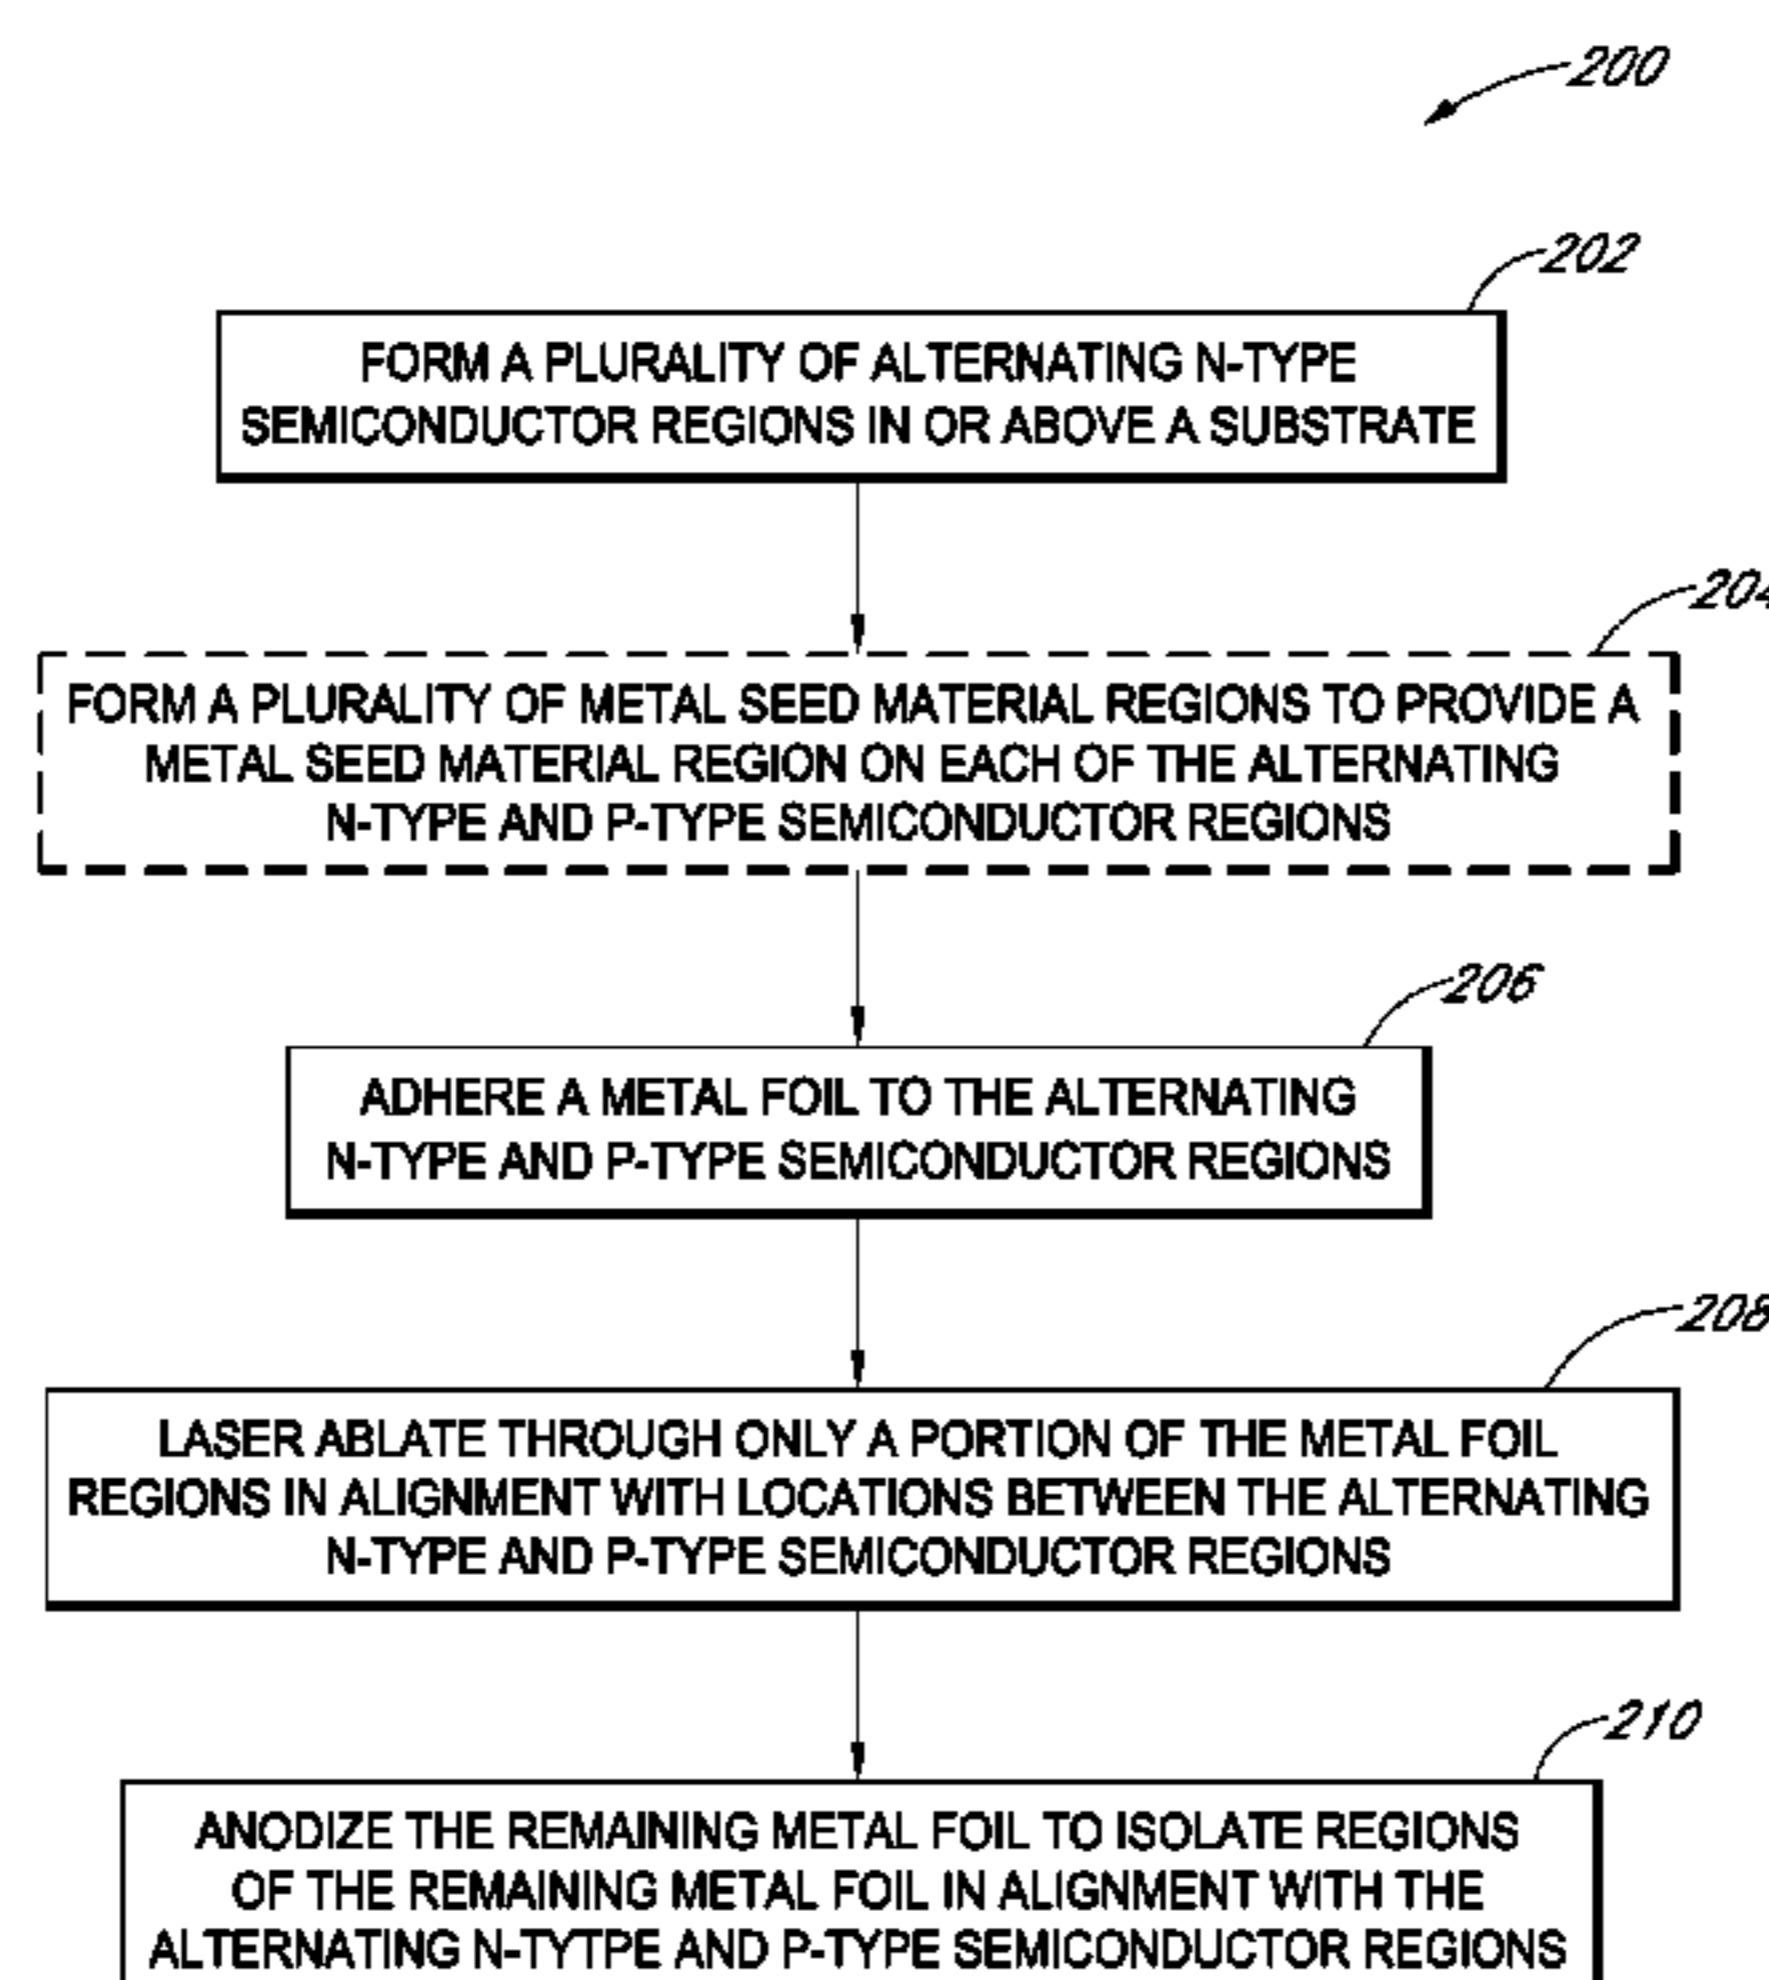 200
202
FORM A PLURALITY OF ALTERNATING N-TYPE
SEMICONDUCTOR REGIONS IN OR ABOVE A SUBSTRATE
204
FORM A PLURALITY OF METAL SEED MATERIAL REGIONS TO PROVIDE A
METAL SEED MATERIAL REGION ON EACH OF THE ALTERNATING
N-TYPE AND P-TYPE SEMICONDUCTOR REGIONS
206
ADHERE A METAL FOIL TO THE ALTERNATING
N-TYPE AND P-TYPE SEMICONDUCTOR REGIONS
208
LASER ABLATE THROUGH ONLY A PORTION OF THE METAL FOIL
REGIONS IN ALIGNMENT WITH LOCATIONS BETWEEN THE ALTERNATING
N-TYPE AND P-TYPE SEMICONDUCTOR REGIONS
210
ANODIZE THE REMAINING METAL FOIL TO ISOLATE REGIONS
OF THE REMAINING METAL FOIL IN ALIGNMENT WITH THE
ALTERNATING N-TYTPE AND P-TYPE SEMICONDUCTOR REGIONS